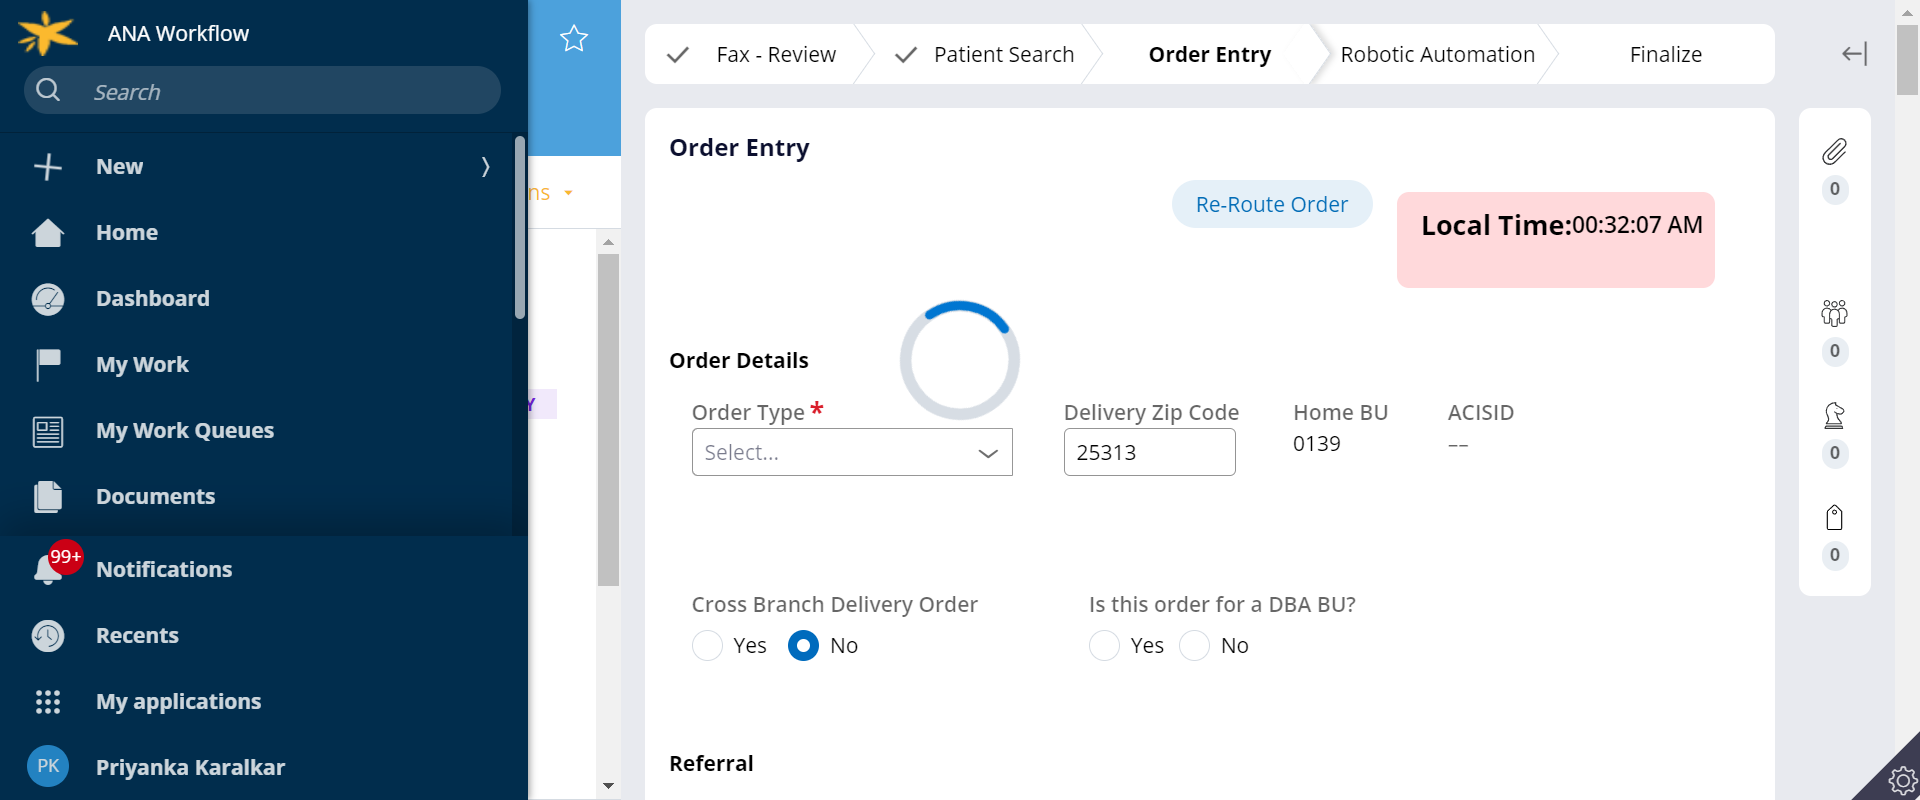 ANA Workflow
Search
New
Home
Dashboard
My Work
My Work Queues
Documents
99+
Notifications
Recents
My applications
PK
Priyanka Karalkar
ns
Y
Fax - Review
Patient Search
Order Entry
Robotic Automation
Finalize
Order Entry
Re-Route Order
Local Time:00:32:07 AM
Order Details
Order Type *
Select...
Delivery Zip Code
25313
Home BU
0139
ACISID
––
Cross Branch Delivery Order
Yes No
Is this order for a DBA BU?
Yes No
Referral
0
0
0
0